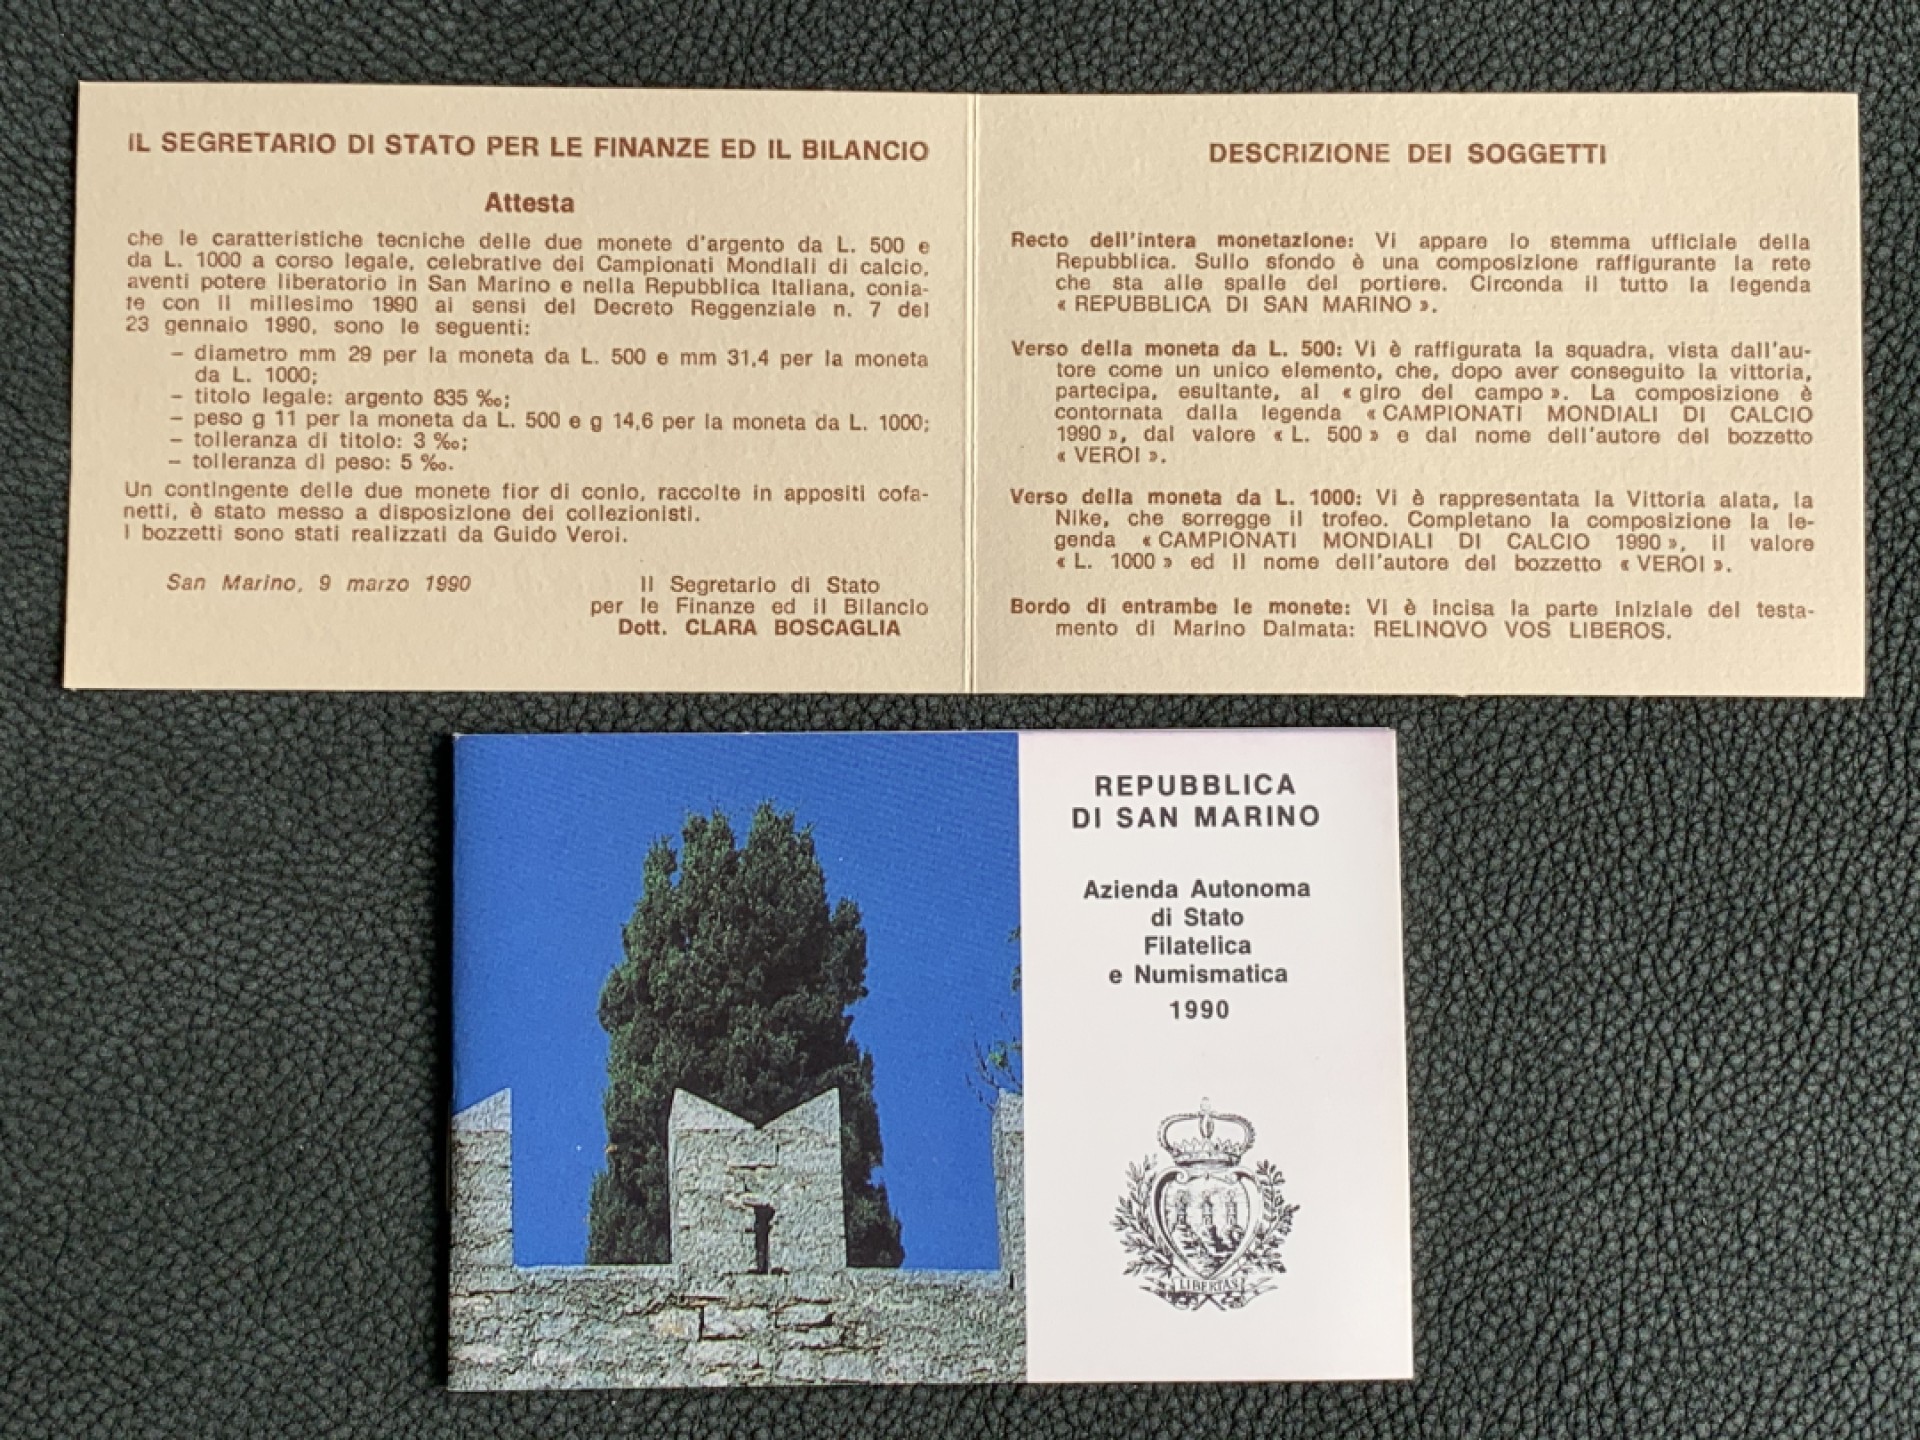 IL SEGRETARIO DI STATO PER LE FINANZE ED IL BILANCIO
Attesta
che le caratteristiche tecniche delle due monete d'argento da L. 500 e
da L. 1000 a corso legale, celebrative dei Campionati Mondiali di calcio,
aventi potere liberatorio in San Marino e nella Repubblica Italiana, conia-
te con il millesimo 1990 ai sensi del Decreto Reggenziale n. 7 del
23 gennaio 1990, sono le seguenti:
– diametro mm 29 per la moneta da L. 500 e mm 31,4 per la moneta
da L. 1000;
– titolo legale: argento 835 ‰;
– peso g 11 per la moneta da L. 500 e g 14,6 per la moneta da L. 1000;
– tolleranza di titolo: 3 ‰;
– tolleranza di peso: 5 ‰.
Un contingente delle due monete fior di conio, raccolte in appositi cofa-
netti, è stato messo a disposizione dei collezionisti.
I bozzetti sono stati realizzati da Guido Veroi.
San Marino, 9 marzo 1990
Il Segretario di Stato
per le Finanze ed il Bilancio
Dott. CLARA BOSCAGLIA
DESCRIZIONE DEI SOGGETTI
Recto dell'intera monetazione: Vi appare lo stemma ufficiale della
Repubblica. Sullo sfondo è una composizione raffigurante la rete
che sta alle spalle del portiere. Circonda il tutto la legenda
« REPUBBLICA DI SAN MARINO ».
Verso della moneta da L. 500: Vi è raffigurata la squadra, vista dall'au-
tore come un unico elemento, che, dopo aver conseguito la vittoria,
partecipa, esultante, al « giro del campo ». La composizione è
contornata dalla legenda « CAMPIONATI MONDIALI DI CALCIO
1990 », dal valore « L. 500 » e dal nome dell'autore del bozzetto
« VEROI ».
Verso della moneta da L. 1000: Vi è rappresentata la Vittoria alata, la
Nike, che sorregge il trofeo. Completano la composizione la le-
genda « CAMPIONATI MONDIALI DI CALCIO 1990 », il valore
« L. 1000 » ed il nome dell'autore del bozzetto « VEROI ».
Bordo di entrambe le monete: Vi è incisa la parte iniziale del testa-
mento di Marino Dalmata: RELINQVO VOS LIBEROS.
REPUBBLICA
DI SAN MARINO
Azienda Autonoma
di Stato
Filatelica
e Numismatica
1990
LIBERTAS